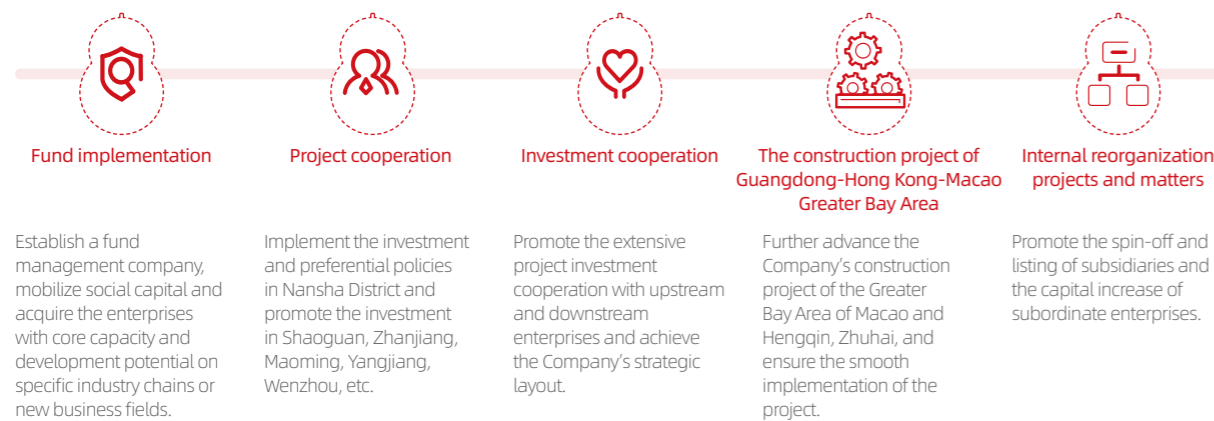 Fund implementation
Establish a fund
management company,
mobilize social capital and
acquire the enterprises
with core capacity and
development potential on
specific industry chains or
new business fields.
Project cooperation
Implement the investment
and preferential policies
in Nansha District and
promote the investment
in Shaoguan, Zhanjiang,
Maoming, Yangjiang,
Wenzhou, etc.
Investment cooperation
Promote the extensive
project investment
cooperation with upstream
and downstream
enterprises and achieve
the Company's strategic
layout.
The construction project of
Guangdong-Hong Kong-Macao
Greater Bay Area
Further advance the
Company's construction
project of the Greater
Bay Area of Macao and
Hengqin, Zhuhai, and
ensure the smooth
implementation of the
project.
Internal reorganization
projects and matters
Promote the spin-off and
listing of subsidiaries and
the capital increase of
subordinate enterprises.